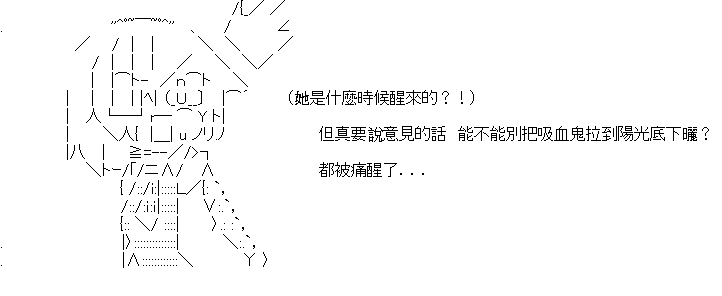 （她是什麼時候醒來的？！）
但真要說意見的話　能不能別把吸血鬼拉到陽光底下曬？
都被痛醒了...